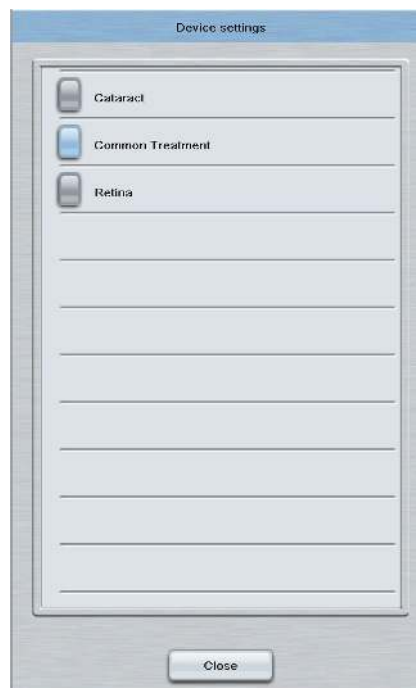 Device settings
Cataract
Common Treatment
Retina
Close